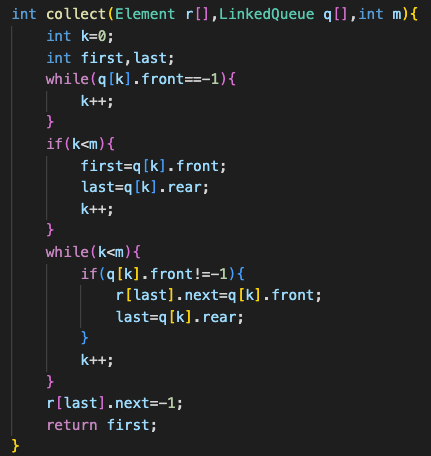 int collect(Element r[],LinkedQueue q[],int m){
    int k=0;
    int first,last;
    while(q[k].front==-1){
        k++;
    }
    if(k<m){
        first=q[k].front;
        last=q[k].rear;
        k++;
    }
    while(k<m){
        if(q[k].front!=-1){
            r[last].next=q[k].front;
            last=q[k].rear;
        }
        k++;
    }
    r[last].next=-1;
    return first;
}